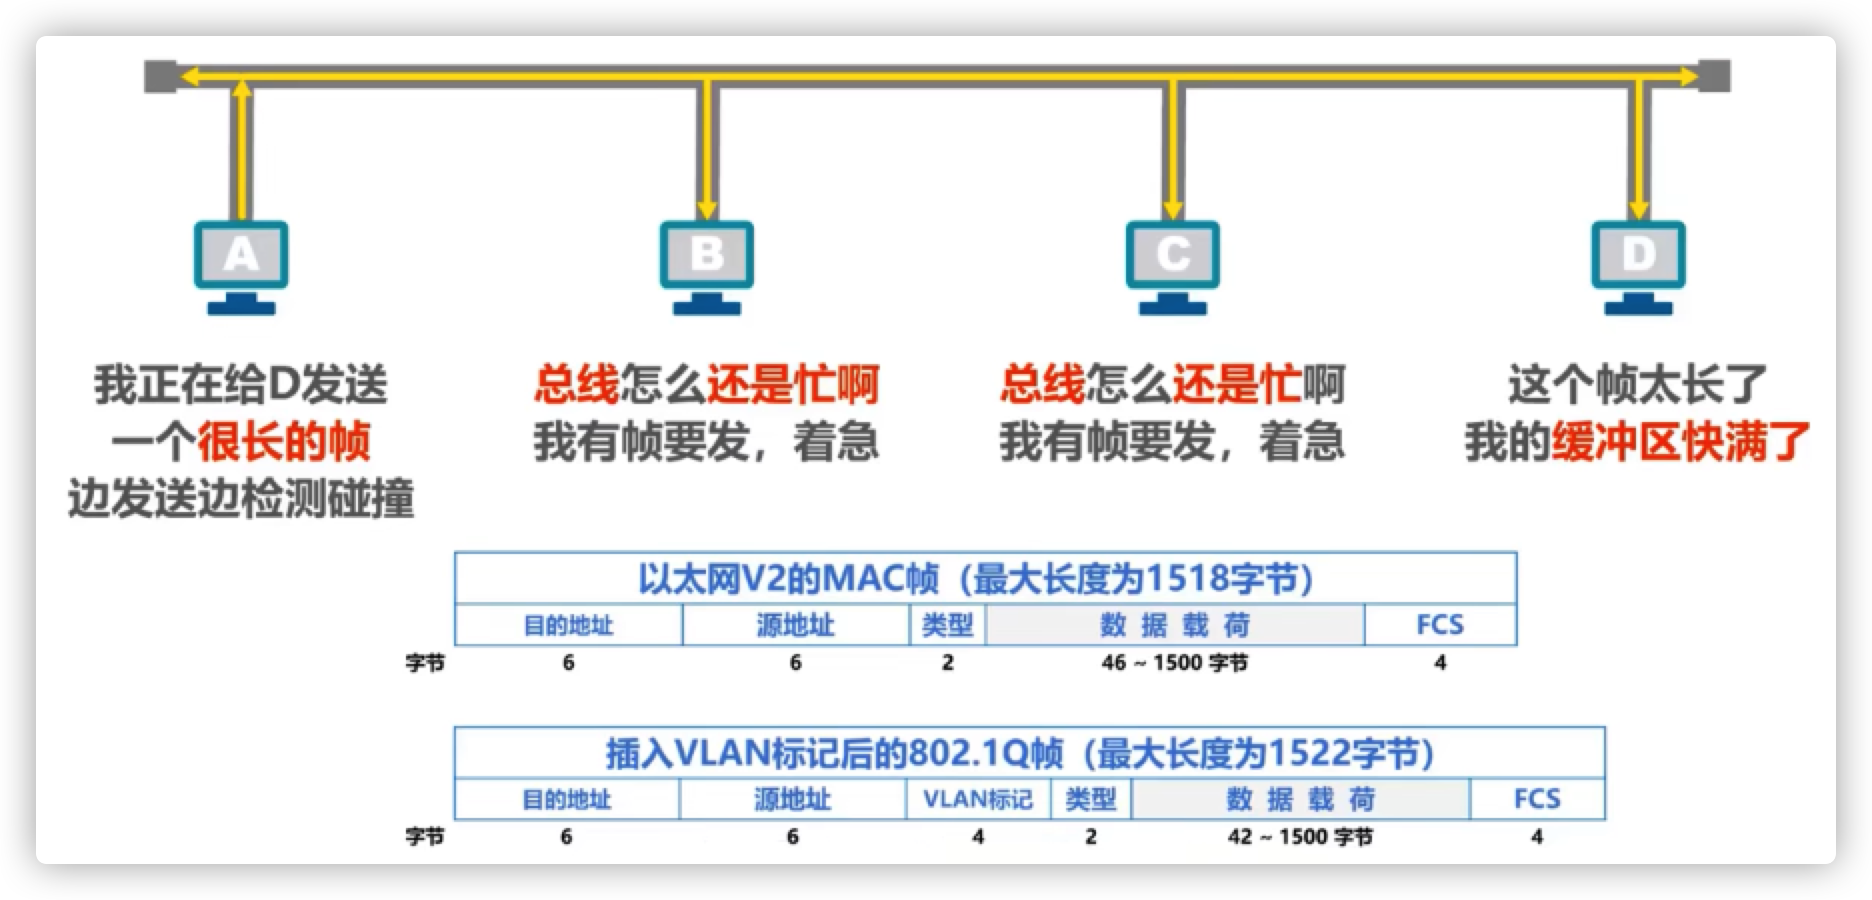 A
B
C
D
我正在给D发送
一个很长的帧
边发送边检测碰撞
总线怎么还是忙啊
我有帧要发，着急
总线怎么还是忙啊
我有帧要发，着急
这个帧太长了
我的缓冲区快满了
以太网V2的MAC帧（最大长度为1518字节）
目的地址 源地址 类型 数 据 载 荷 FCS
字节 6 6 2 46 ~ 1500 字节 4
插入VLAN标记后的802.1Q帧（最大长度为1522字节）
目的地址 源地址 VLAN标记 类型 数 据 载 荷 FCS
字节 6 6 4 2 42 ~ 1500 字节 4